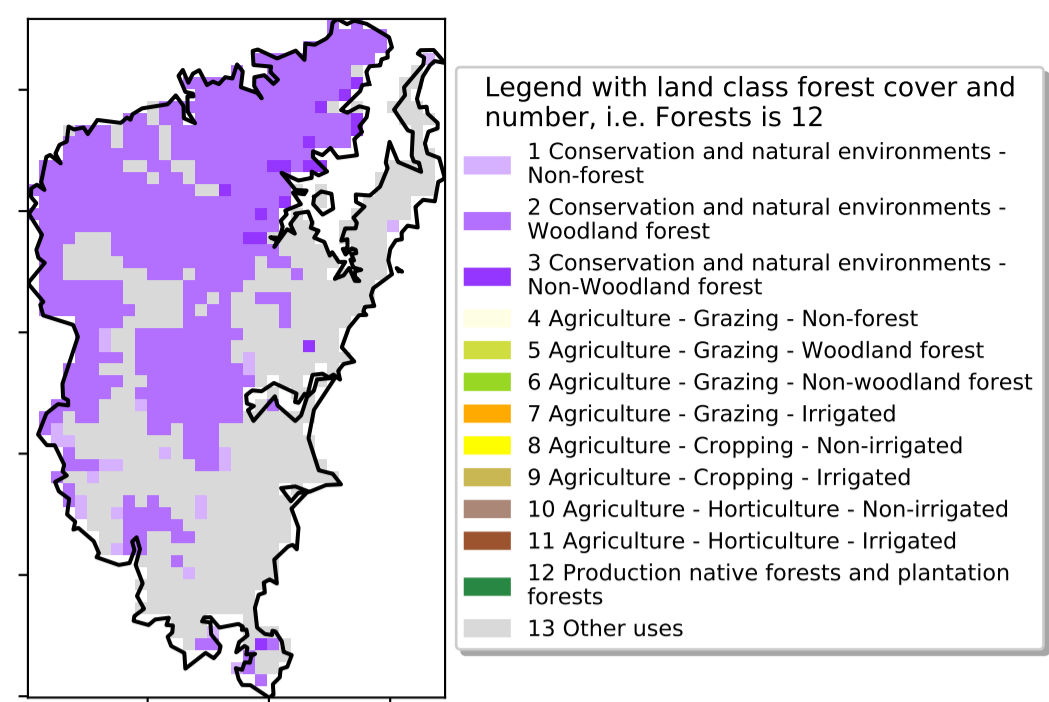 Legend with land class forest cover and
number, i.e. Forests is 12
1 Conservation and natural environments -
Non-forest
2 Conservation and natural environments -
Woodland forest
3 Conservation and natural environments -
Non-Woodland forest
4 Agriculture - Grazing - Non-forest
5 Agriculture - Grazing - Woodland forest
6 Agriculture - Grazing - Non-woodland forest
7 Agriculture - Grazing - Irrigated
8 Agriculture - Cropping - Non-irrigated
9 Agriculture - Cropping - Irrigated
10 Agriculture - Horticulture - Non-irrigated
11 Agriculture - Horticulture - Irrigated
12 Production native forests and plantation
forests
13 Other uses